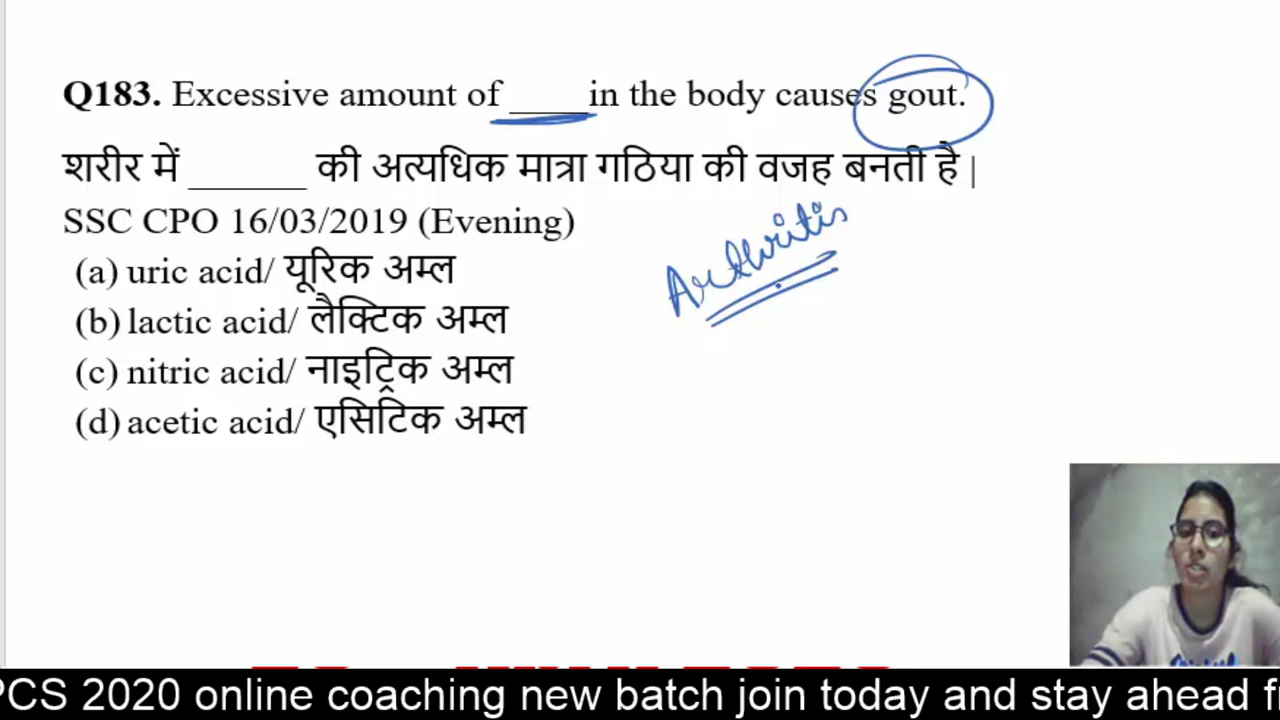 Q183. Excessive amount of ____in the body causes gout.
शरीर में ______ की अत्यधिक मात्रा गठिया की वजह बनती है |
SSC CPO 16/03/2019 (Evening)
Arthritis
(a) uric acid/ यूरिक अम्ल
(b) lactic acid/ लैक्टिक अम्ल
(c) nitric acid/ नाइट्रिक अम्ल
(d) acetic acid/ एसिटिक अम्ल
PCS 2020 online coaching new batch join today and stay ahead